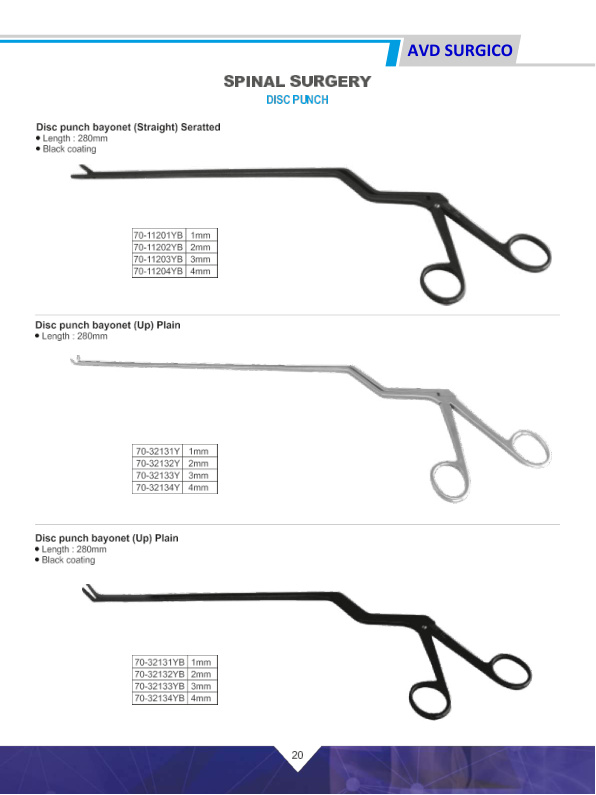 AVD SURGICO
SPINAL SURGERY
DISC PUNCH
Disc punch bayonet (Straight) Seratted
• Length : 280mm
• Black coating
70-11201YB 1mm
70-11202YB 2mm
70-11203YB 3mm
70-11204YB 4mm
Disc punch bayonet (Up) Plain
• Length : 280mm
70-32131Y 1mm
70-32132Y 2mm
70-32133Y 3mm
70-32134Y 4mm
Disc punch bayonet (Up) Plain
• Length : 280mm
• Black coating
70-32131YB 1mm
70-32132YB 2mm
70-32133YB 3mm
70-32134YB 4mm
20